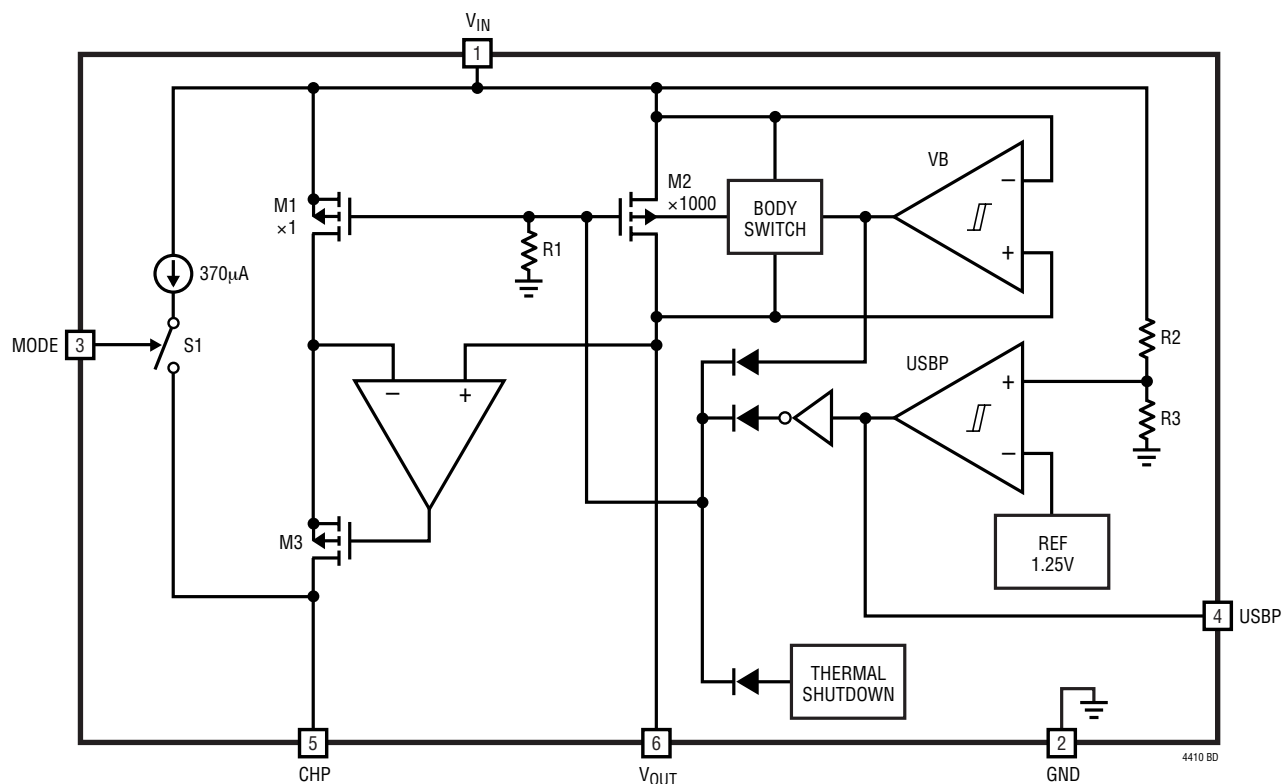 VIN
1
VB
−
+
M1
×1
M2
×1000
BODY
SWITCH
R1
370µA
MODE
3
S1
R2
USBP
+
−
R3
−
+
M3
REF
1.25V
4
USBP
THERMAL
SHUTDOWN
5
6
2
CHP
VOUT
GND
4410 BD